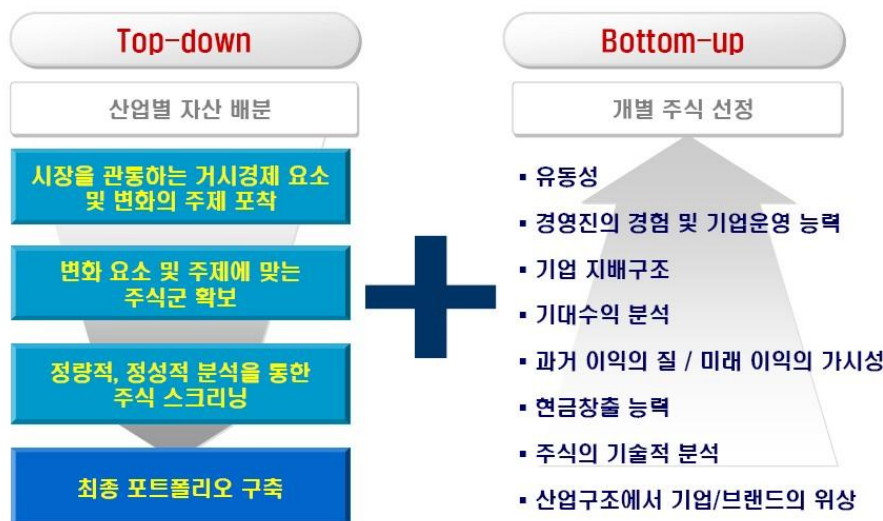 Top-down
산업별 자산 배분
시장을 관통하는 거시경제 요소
및 변화의 주제 포착
변화 요소 및 주제에 맞는
주식군 확보
정량적, 정성적 분석을 통한
주식 스크리닝
최종 포트폴리오 구축
Bottom-up
개별 주식 선정
▪ 유동성
▪ 경영진의 경험 및 기업운영 능력
▪ 기업 지배구조
▪ 기대수익 분석
▪ 과거 이익의 질 / 미래 이익의 가시성
▪ 현금창출 능력
▪ 주식의 기술적 분석
▪ 산업구조에서 기업/브랜드의 위상